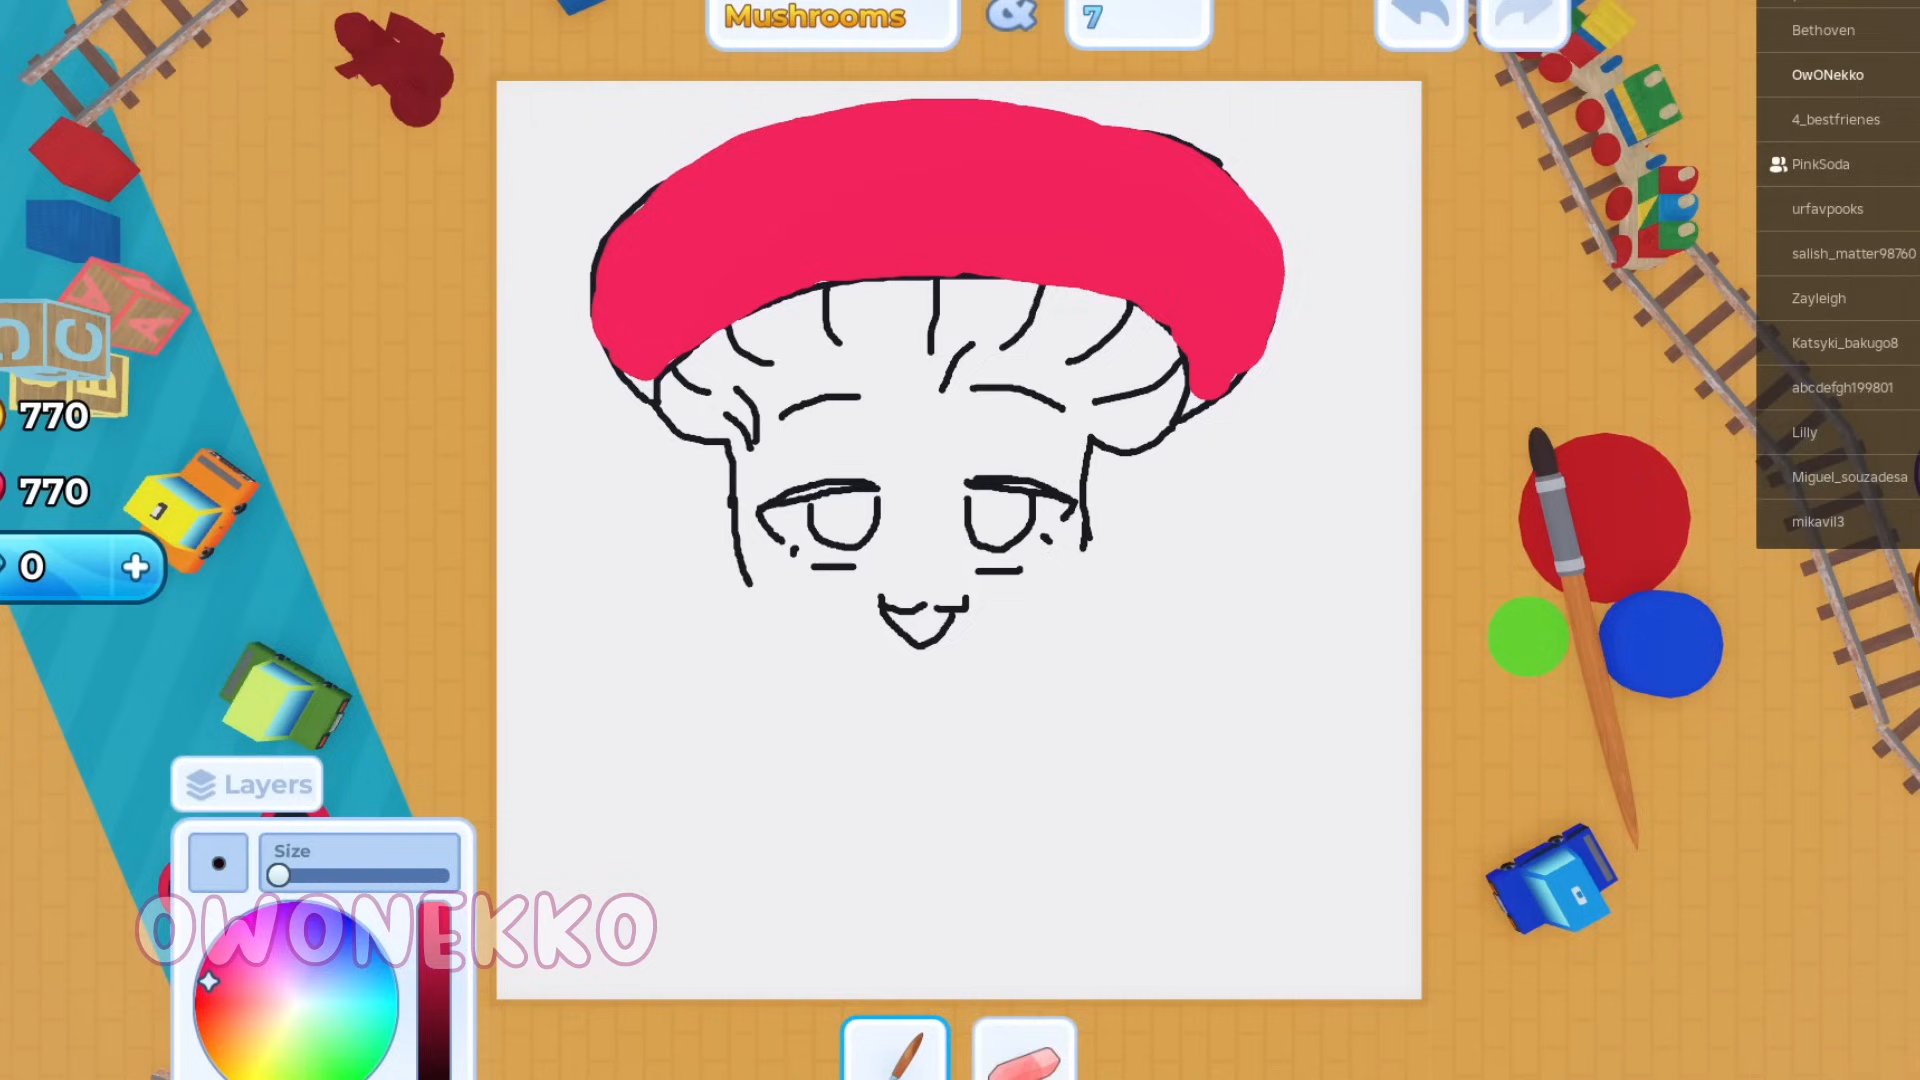 Mushrooms & 7
Bethoven
OwONekko
4_bestfrienes
PinkSoda
urfavpooks
salish_matter98760
Zayleigh
Katsyki_bakugo8
abcdefgh199801
Lilly
Miguel_souzadesa
mikavil3
A
A
O
770
770
0 +
1
Layers
Size
OWONEKKO